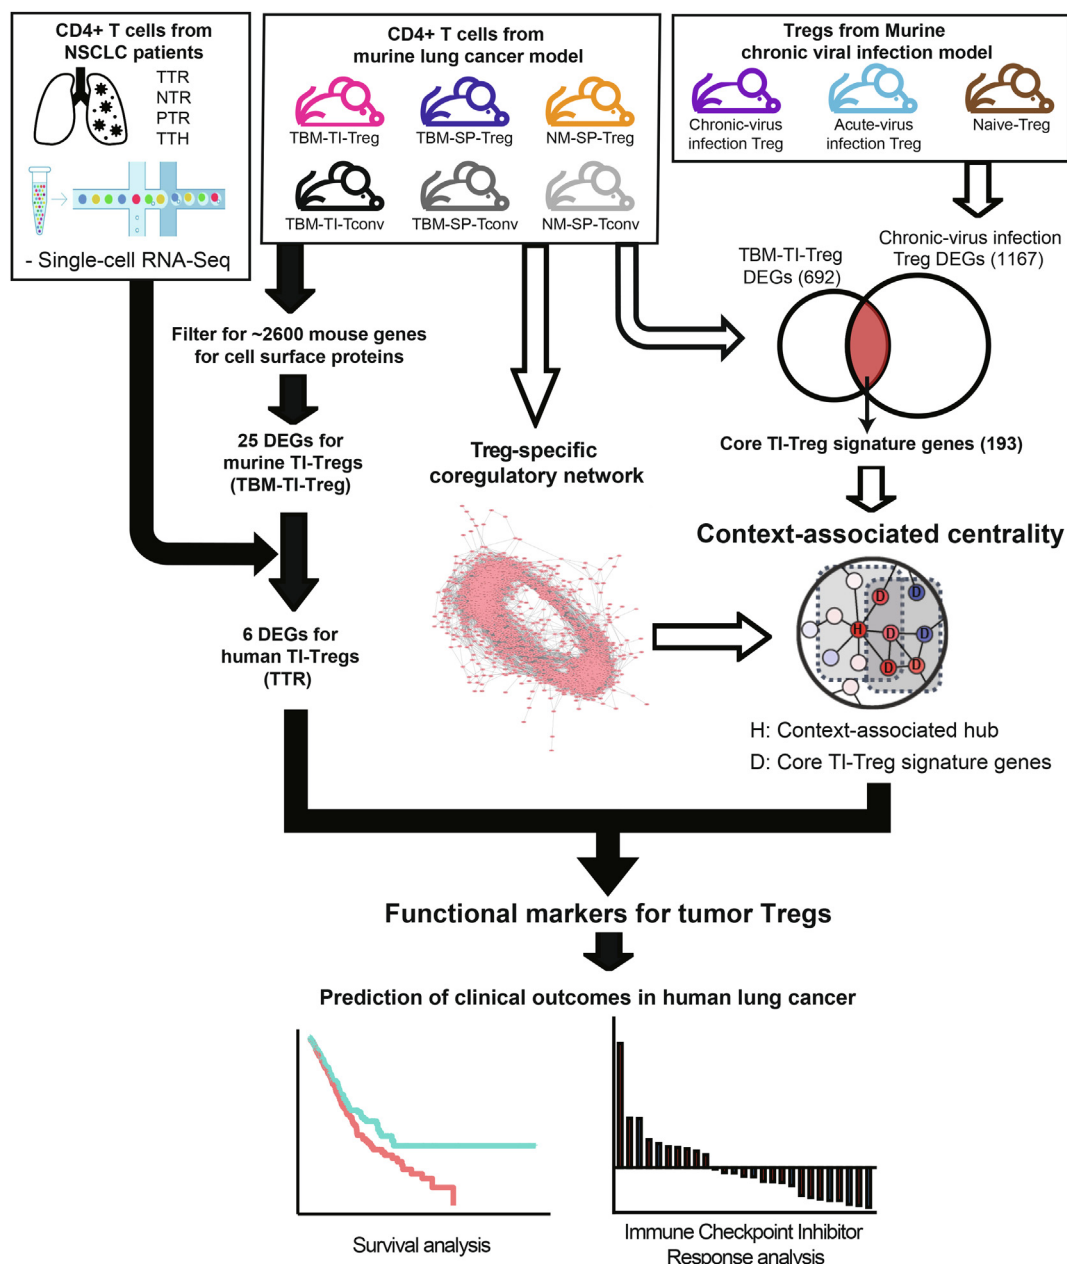 CD4+ T cells from
NSCLC patients
TTR
NTR
PTR
TTH
- Single-cell RNA-Seq
CD4+ T cells from
murine lung cancer model
TBM-TI-Treg
TBM-SP-Treg
NM-SP-Treg
TBM-TI-Tconv
TBM-SP-Tconv
NM-SP-Tconv
Tregs from Murine
chronic viral infection model
Chronic-virus
infection Treg
Acute-virus
infection Treg
Naive-Treg
Filter for ~2600 mouse genes
for cell surface proteins
25 DEGs for
murine TI-Tregs
(TBM-TI-Treg)
6 DEGs for
human TI-Tregs
(TTR)
Treg-specific
coregulatory network
TBM-TI-Treg
DEGs (692)
Chronic-virus infection
Treg DEGs (1167)
Core TI-Treg signature genes (193)
Context-associated centrality
D
D
H
D
D
D
D
H: Context-associated hub
D: Core TI-Treg signature genes
Functional markers for tumor Tregs
Prediction of clinical outcomes in human lung cancer
Survival analysis
Immune Checkpoint Inhibitor
Response analysis